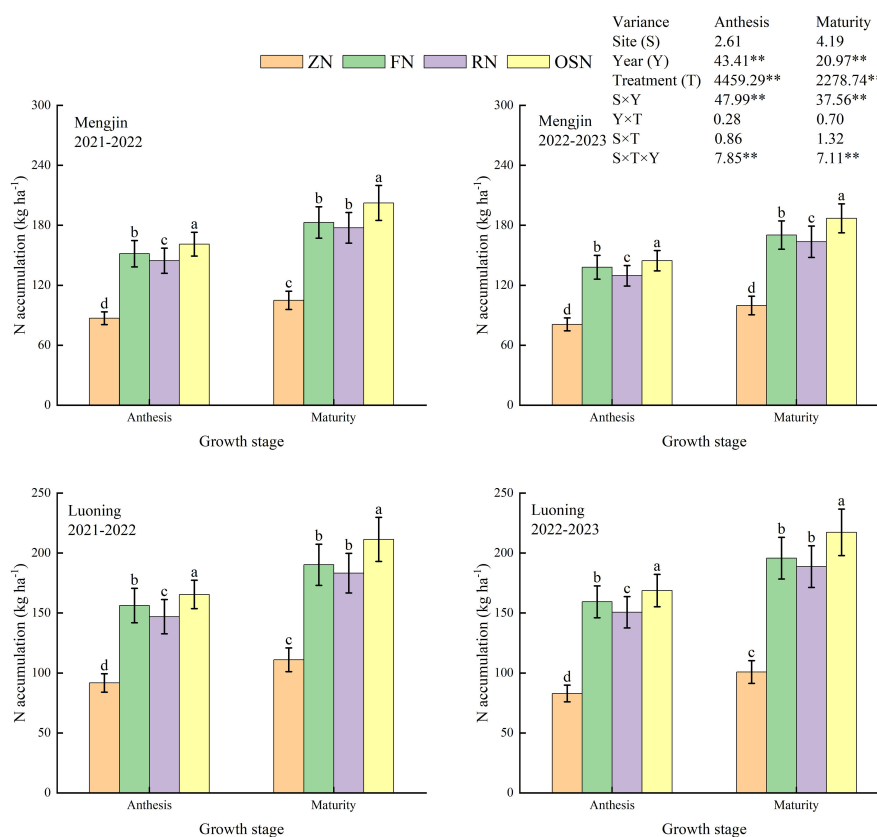 Variance Anthesis Maturity
Site (S) 2.61 4.19
Year (Y) 43.41** 20.97**
Treatment (T) 4459.29** 2278.74**
S×Y 47.99** 37.56**
Y×T 0.28 0.70
S×T 0.86 1.32
S×T×Y 7.85** 7.11**
ZN FN RN OSN
Mengjin
2021-2022
N accumulation (kg ha⁻¹)
300
240
180
120
60
0
d b c a
c b b a
Anthesis Maturity
Growth stage
Mengjin
2022-2023
N accumulation (kg ha⁻¹)
300
240
180
120
60
0
d b c a
d b c a
Anthesis Maturity
Growth stage
Luoning
2021-2022
N accumulation (kg ha⁻¹)
250
200
150
100
50
0
d b c a
c b b a
Anthesis Maturity
Growth stage
Luoning
2022-2023
N accumulation (kg ha⁻¹)
250
200
150
100
50
0
d b c a
c b b a
Anthesis Maturity
Growth stage